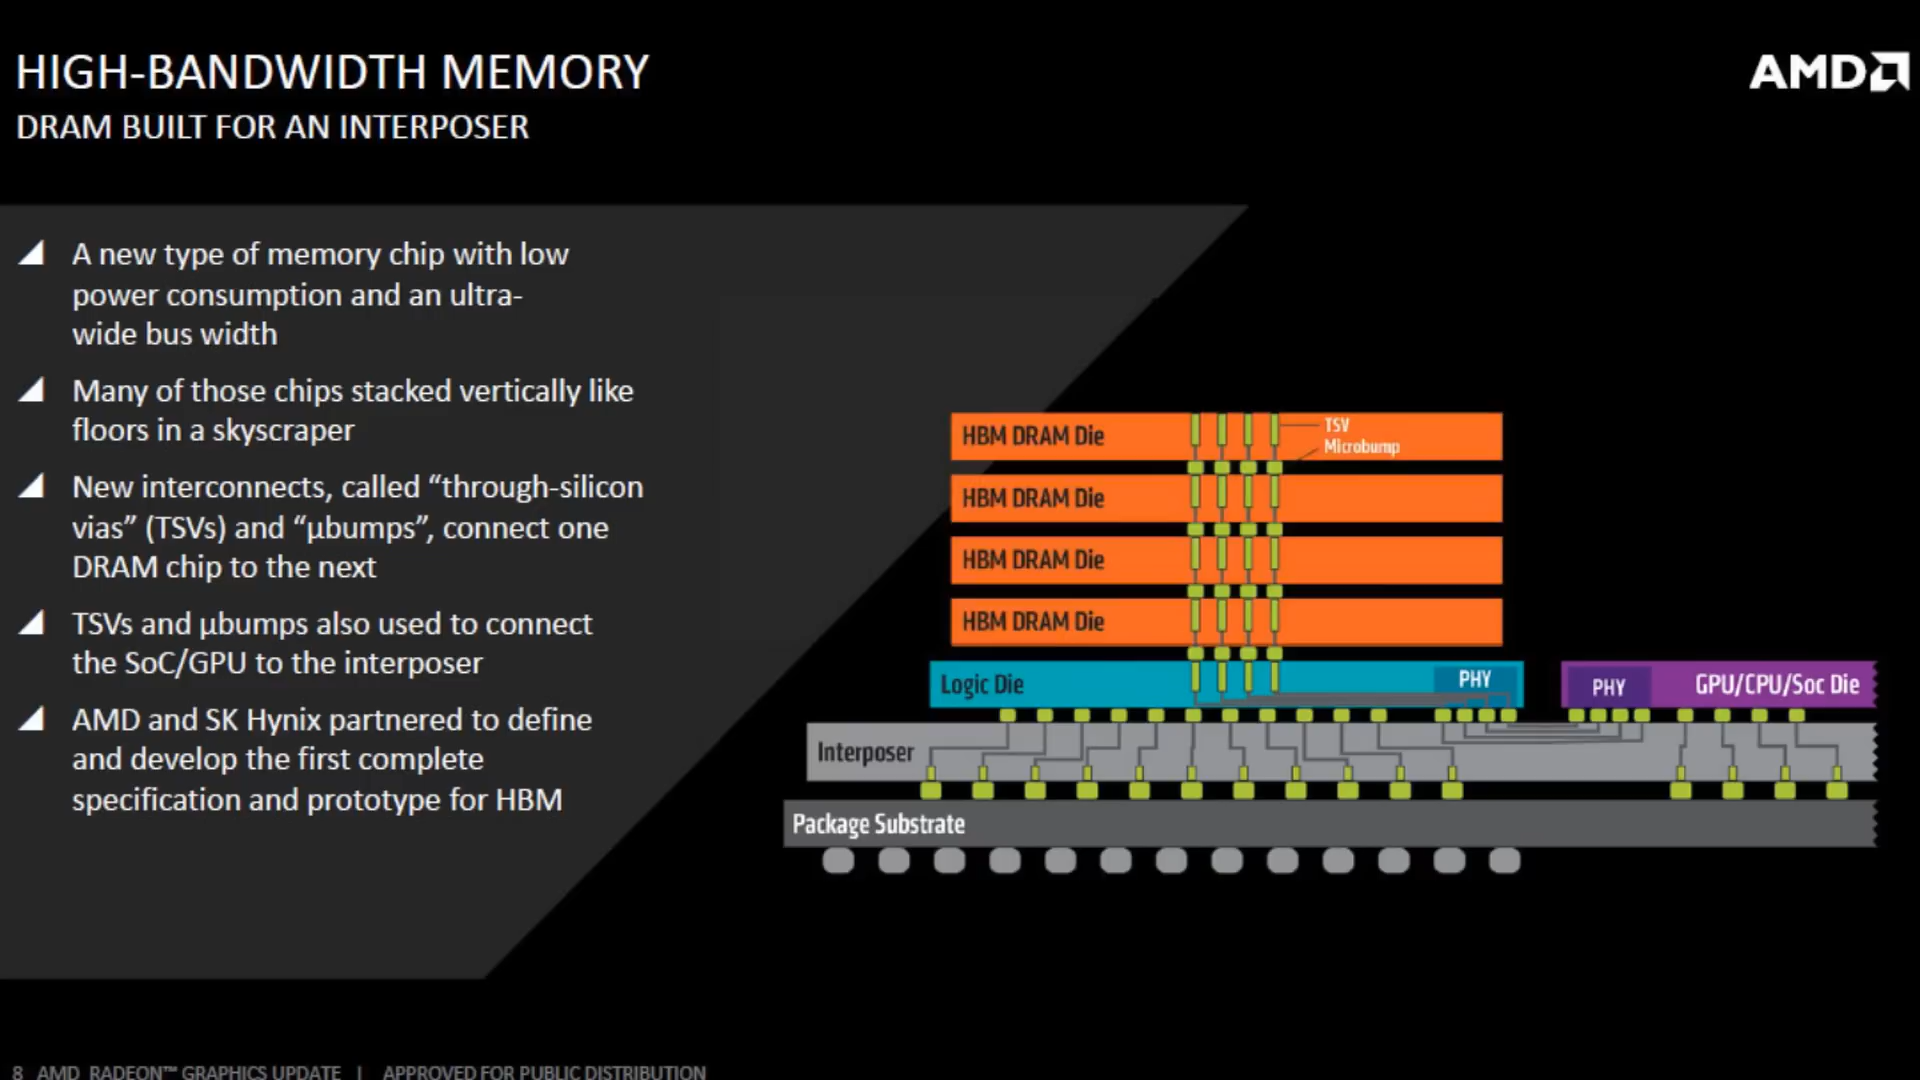 HIGH-BANDWIDTH MEMORY
AMD
DRAM BUILT FOR AN INTERPOSER
A new type of memory chip with low
power consumption and an ultra-
wide bus width
Many of those chips stacked vertically like
floors in a skyscraper
New interconnects, called “through-silicon
vias” (TSVs) and “µbumps”, connect one
DRAM chip to the next
TSVs and µbumps also used to connect
the SoC/GPU to the interposer
AMD and SK Hynix partnered to define
and develop the first complete
specification and prototype for HBM
HBM DRAM Die
TSV
Microbump
HBM DRAM Die
HBM DRAM Die
HBM DRAM Die
Logic Die
PHY
PHY
GPU/CPU/Soc Die
Interposer
Package Substrate
8 AMD RADEON™ GRAPHICS UPDATE | APPROVED FOR PUBLIC DISTRIBUTION